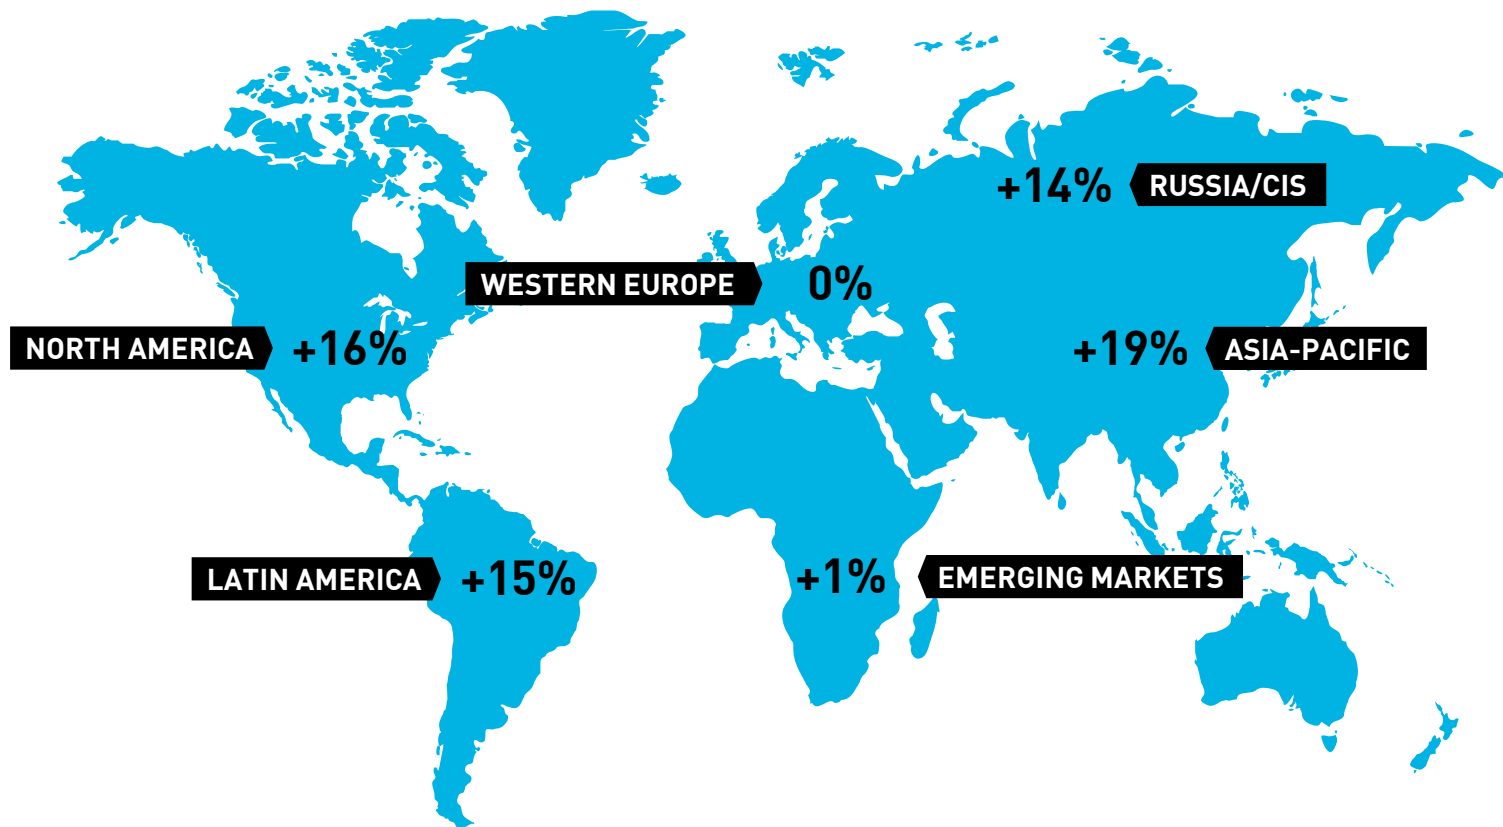 +14% RUSSIA/CIS
WESTERN EUROPE 0%
NORTH AMERICA +16%
+19% ASIA-PACIFIC
LATIN AMERICA +15%
+1% EMERGING MARKETS